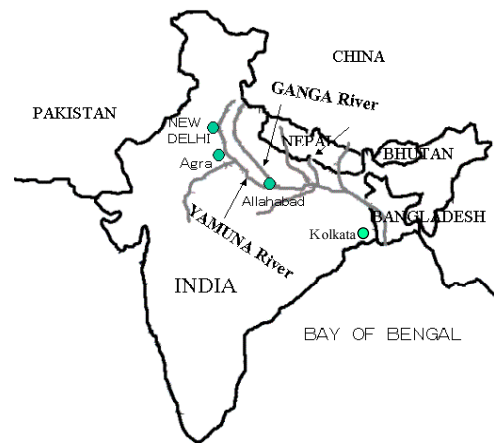 CHINA
GANGA River
PAKISTAN
NEW
DELHI
NEPAL
BHUTAN
Agra
Allahabad
BANGLADESH
YAMUNA River
Kolkata
INDIA
BAY OF BENGAL